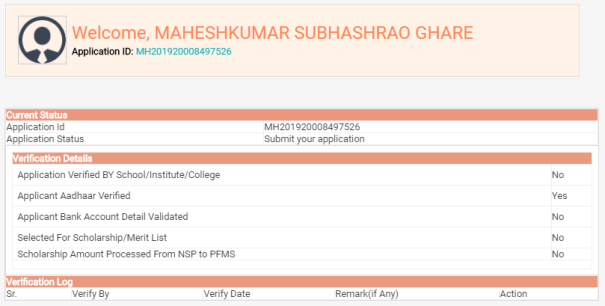 Welcome, MAHESHKUMAR SUBHASHRAO GHARE
Application ID: MH201920008497526
Current Status
Application Id MH201920008497526
Application Status Submit your application
Verification Details
Application Verified BY School/Institute/College No
Applicant Aadhaar Verified Yes
Applicant Bank Account Detail Validated No
Selected For Scholarship/Merit List No
Scholarship Amount Processed From NSP to PFMS No
Verification Log
Sr. Verify By Verify Date Remark(if Any) Action